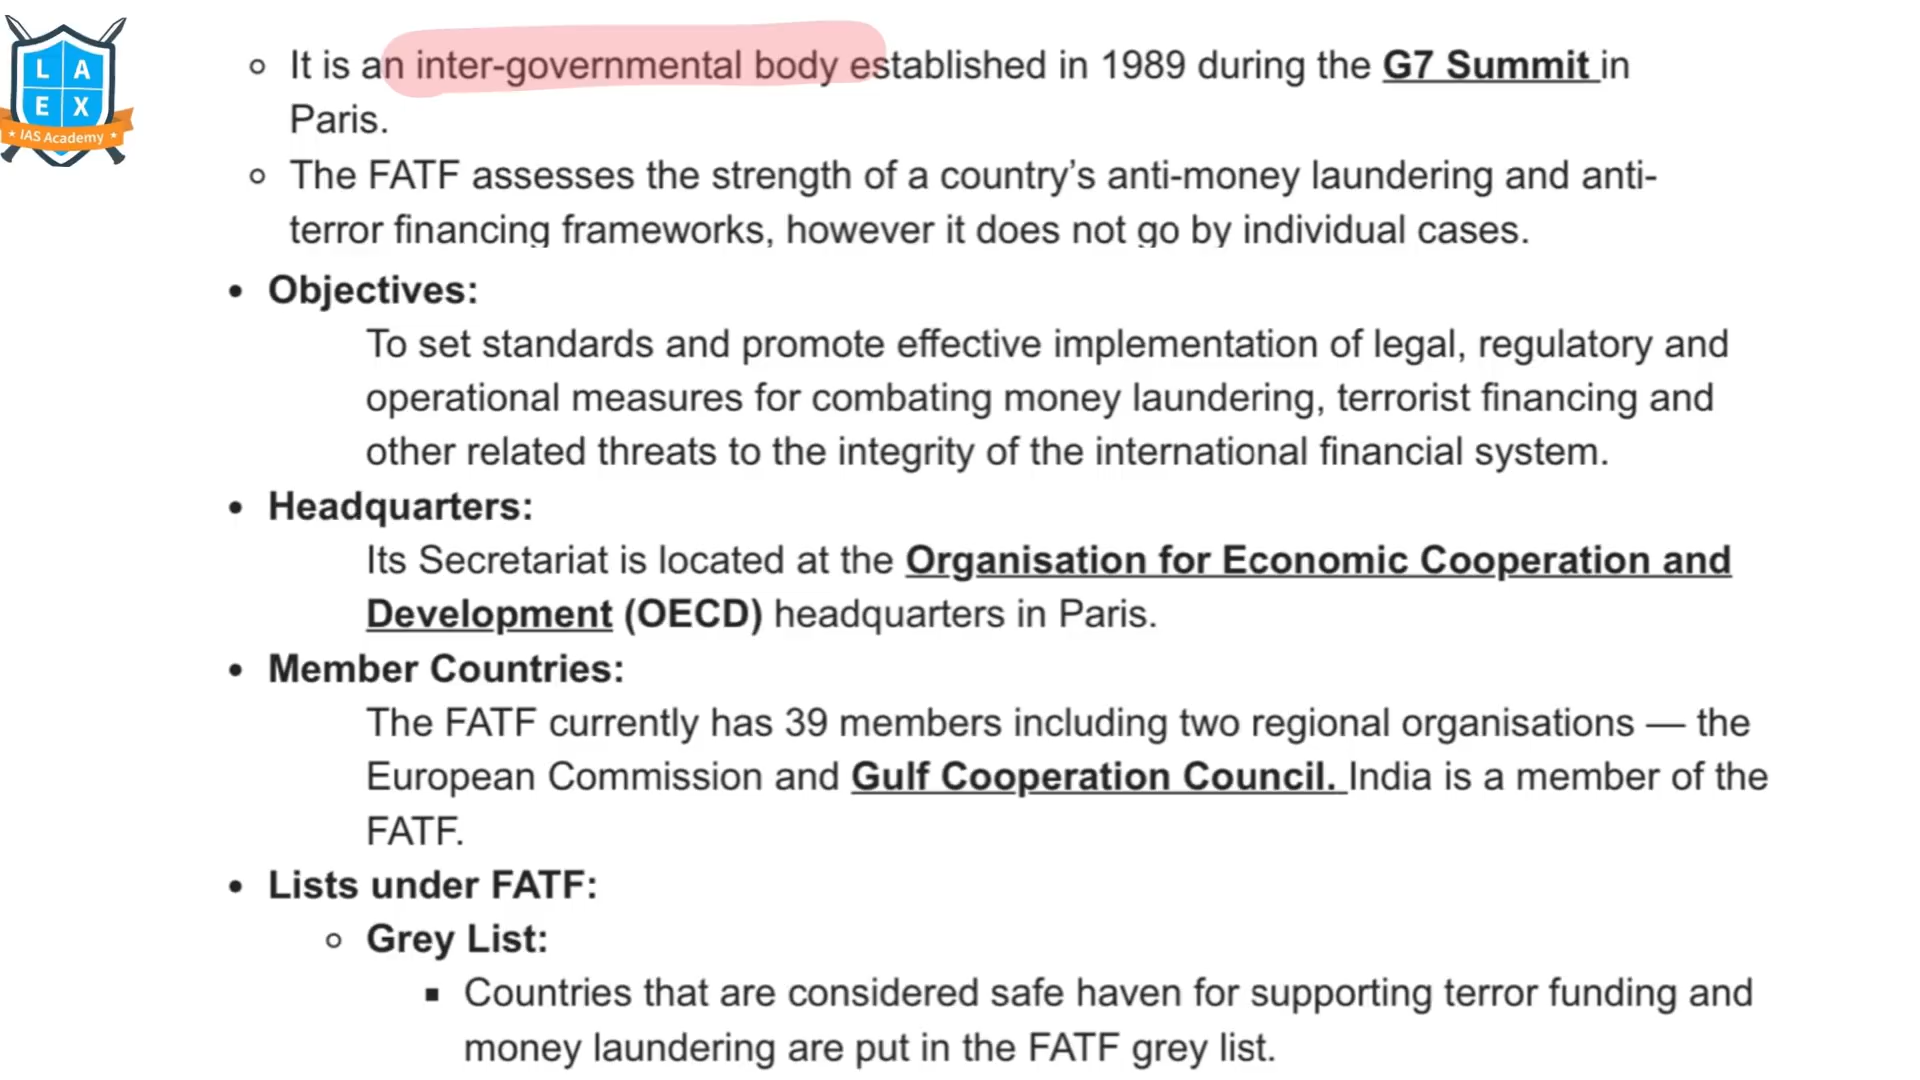 L A
E X
★ IAS Academy ★
○ It is an inter-governmental body established in 1989 during the G7 Summit in
Paris.
○ The FATF assesses the strength of a country’s anti-money laundering and anti-
terror financing frameworks, however it does not go by individual cases.
• Objectives:
To set standards and promote effective implementation of legal, regulatory and
operational measures for combating money laundering, terrorist financing and
other related threats to the integrity of the international financial system.
• Headquarters:
Its Secretariat is located at the Organisation for Economic Cooperation and
Development (OECD) headquarters in Paris.
• Member Countries:
The FATF currently has 39 members including two regional organisations — the
European Commission and Gulf Cooperation Council. India is a member of the
FATF.
• Lists under FATF:
○ Grey List:
■ Countries that are considered safe haven for supporting terror funding and
money laundering are put in the FATF grey list.